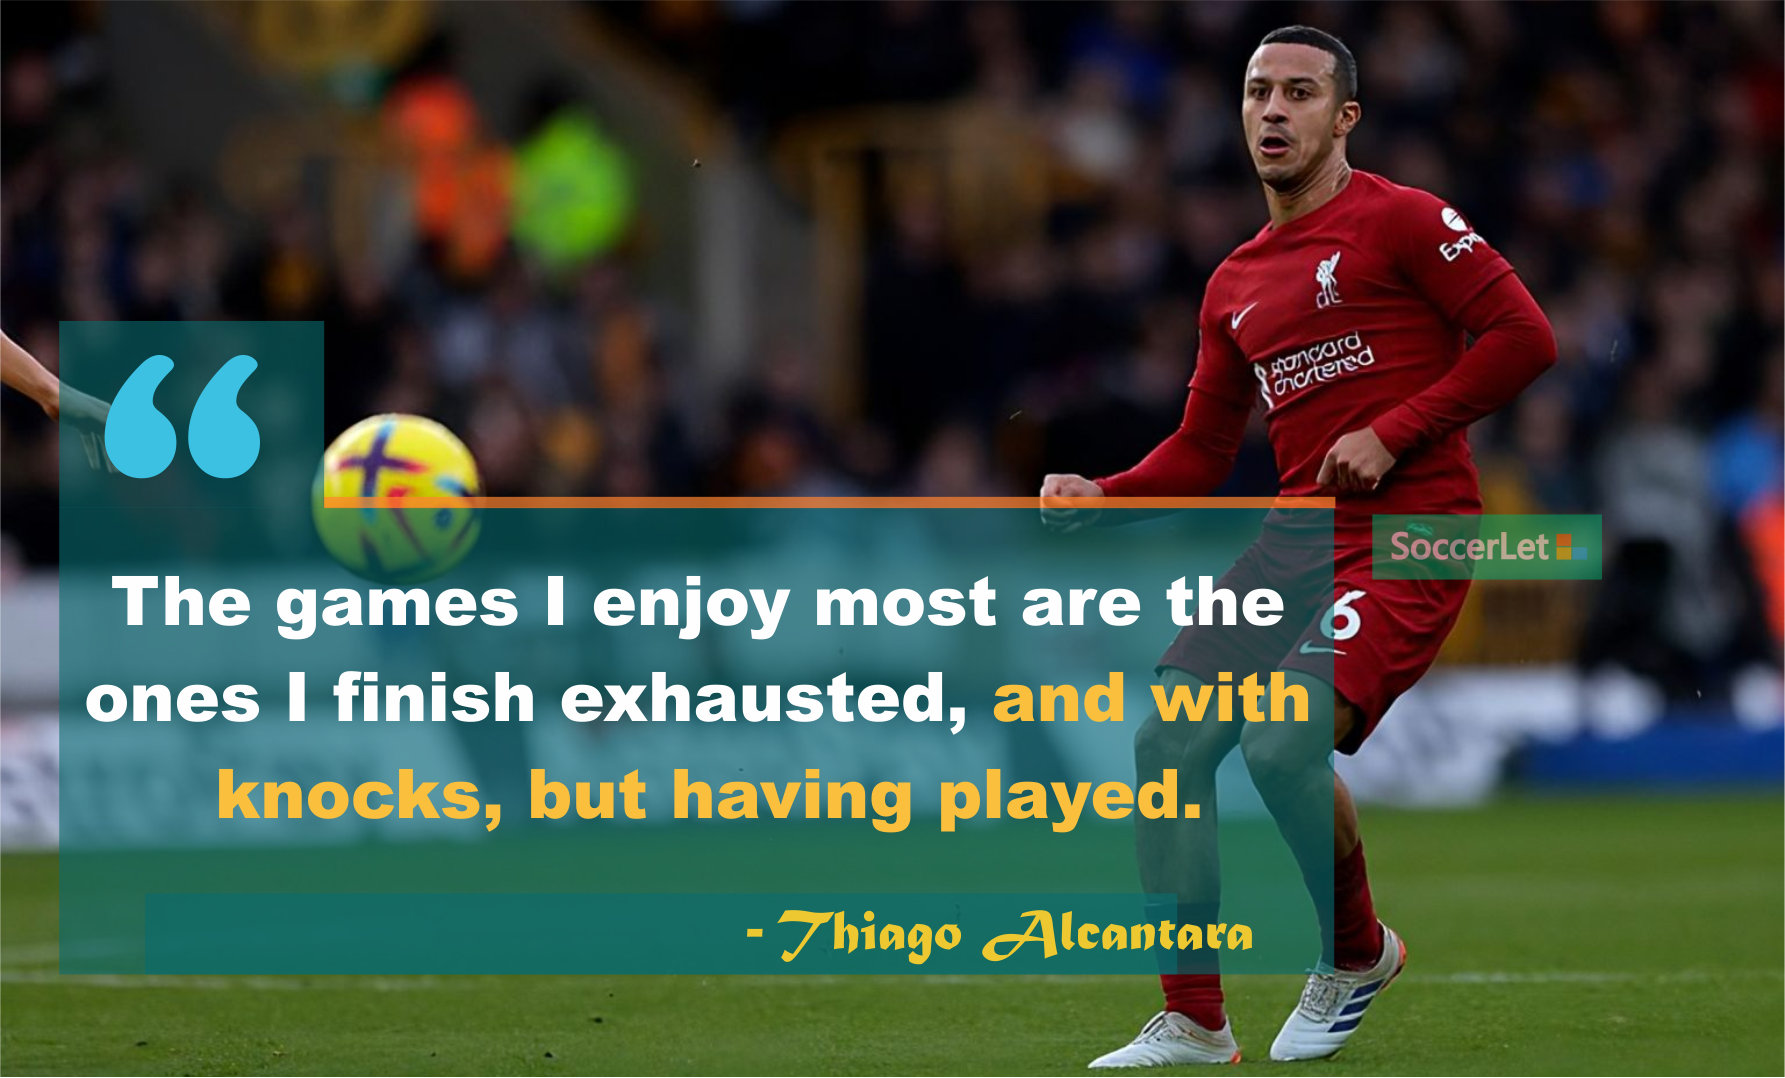 Expo
standard
chartered
“
SoccerLet
The games I enjoy most are the
6
ones I finish exhausted, and with
knocks, but having played.
- Thiago Alcantara